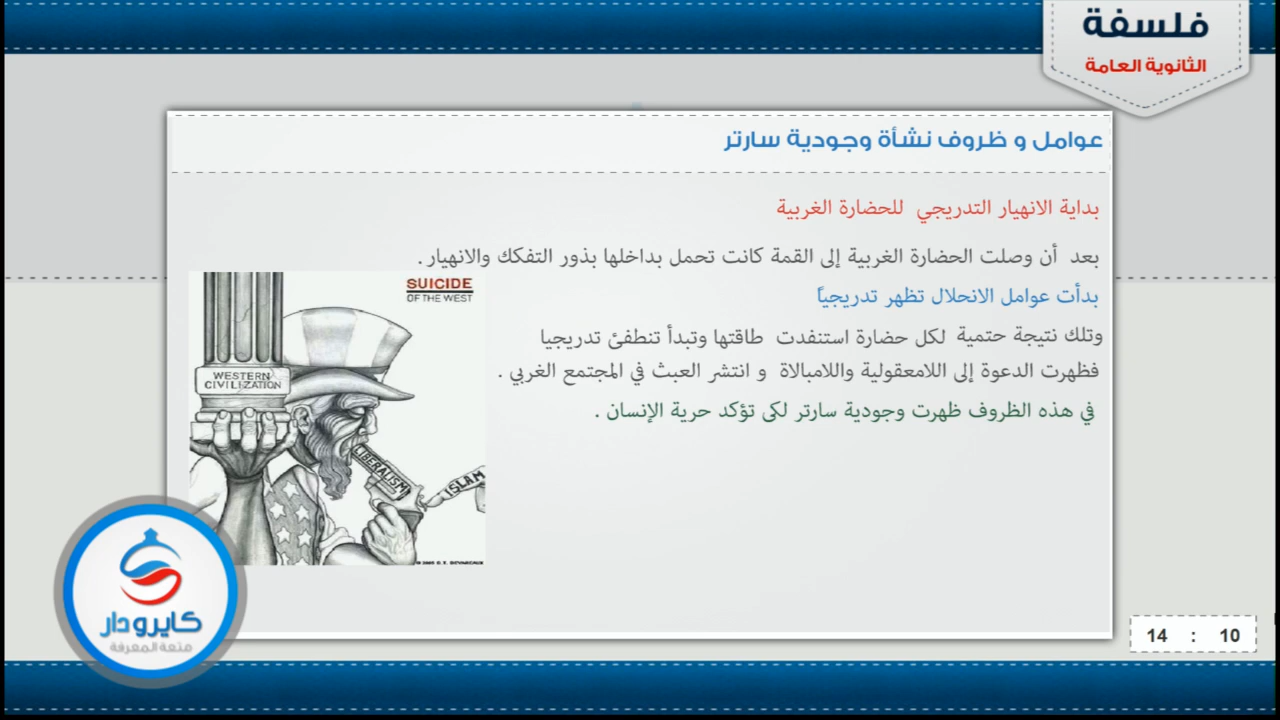 فلسفة
الثانوية العامة
عوامل و ظروف نشأة وجودية سارتر
بداية الانهيار التدريجي للحضارة الغربية
بعد أن وصلت الحضارة الغربية إلى القمة كانت تحمل بداخلها بذور التفكك والانهيار .
بدأت عوامل الانحلال تظهر تدريجياً
وتلك نتيجة حتمية لكل حضارة استنفدت طاقتها وتبدأ تنطفئ تدريجيا
فظهرت الدعوة إلى اللامعقولية واللامبالاة و انتشر العبث في المجتمع الغربي .
في هذه الظروف ظهرت وجودية سارتر لكى تؤكد حرية الإنسان .
SUICIDE
OF THE WEST
WESTERN
CIVILIZATION
LIBERALISM
ISLAM
كايرودار
متعة المعرفة
14 : 10